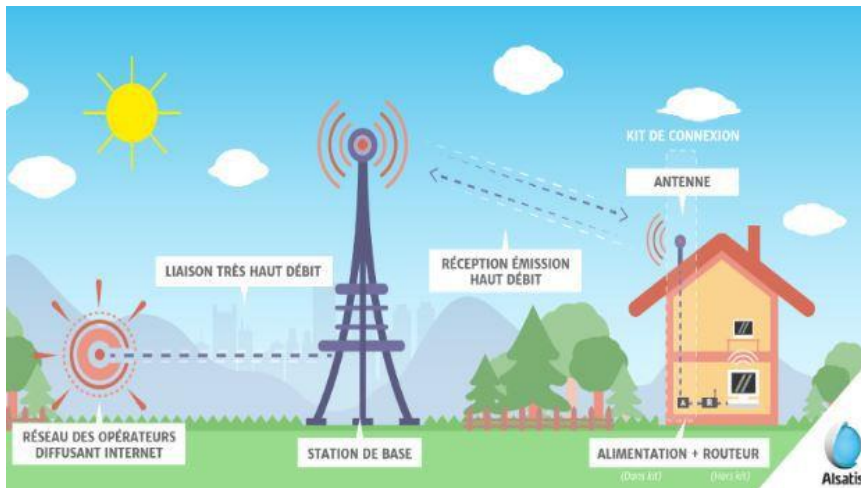 KIT DE CONNEXION
ANTENNE
LIAISON TRÈS HAUT DÉBIT
RÉCEPTION ÉMISSION
HAUT DÉBIT
A
R
RÉSEAU DES OPÉRATEURS
DIFFUSANT INTERNET
STATION DE BASE
ALIMENTATION + ROUTEUR
(Dans kit)
(Hors kit)
Alsatis